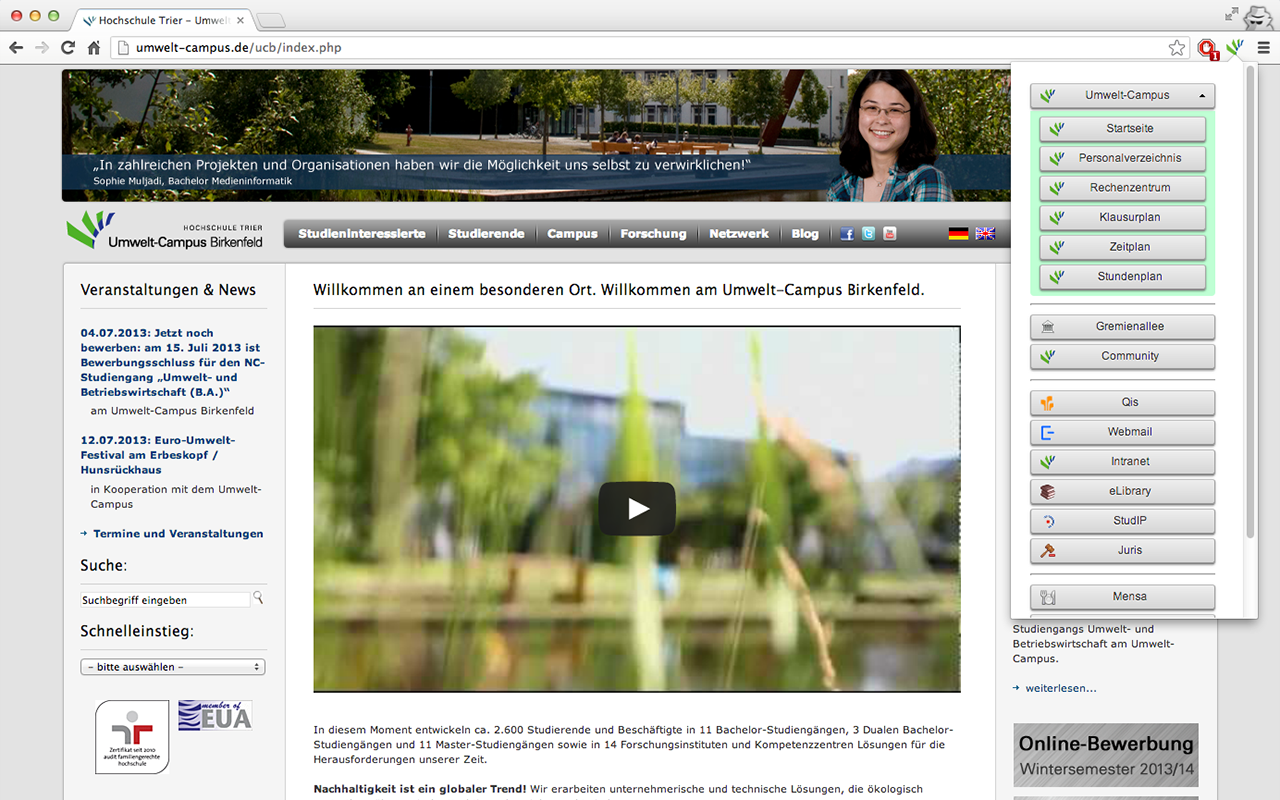 Hochschule Trier – Umwelt
umwelt-campus.de/ucb/index.php
1
„In zahlreichen Projekten und Organisationen haben wir die Möglichkeit uns selbst zu verwirklichen!“
Sophie Muljadi, Bachelor Medieninformatik
HOCHSCHULE TRIER
Umwelt-Campus Birkenfeld
Studieninteressierte Studierende Campus Forschung Netzwerk Blog
Veranstaltungen & News
04.07.2013: Jetzt noch
bewerben: am 15. Juli 2013 ist
Bewerbungsschluss für den NC-
Studiengang „Umwelt- und
Betriebswirtschaft (B.A.)“
am Umwelt-Campus Birkenfeld
12.07.2013: Euro-Umwelt-
Festival am Erbeskopf /
Hunsrückhaus
in Kooperation mit dem Umwelt-
Campus
Termine und Veranstaltungen
Suche:
Suchbegriff eingeben
Schnelleinstieg:
– bitte auswählen –
Zertifikat seit 2010
audit familiengerechte
hochschule
member of
EUA
Willkommen an einem besonderen Ort. Willkommen am Umwelt-Campus Birkenfeld.
In diesem Moment entwickeln ca. 2.600 Studierende und Beschäftigte in 11 Bachelor-Studiengängen, 3 Dualen Bachelor-
Studiengängen und 11 Master-Studiengängen sowie in 14 Forschungsinstituten und Kompetenzzentren Lösungen für die
Herausforderungen unserer Zeit.
Nachhaltigkeit ist ein globaler Trend! Wir erarbeiten unternehmerische und technische Lösungen, die ökologisch
Umwelt-Campus
Startseite
Personalverzeichnis
Rechenzentrum
Klausurplan
Zeitplan
Stundenplan
Gremienallee
Community
Qis
Webmail
Intranet
eLibrary
StudIP
Juris
Mensa
Studiengangs Umwelt- und
Betriebswirtschaft am Umwelt-
Campus.
weiterlesen...
Online-Bewerbung
Wintersemester 2013/14